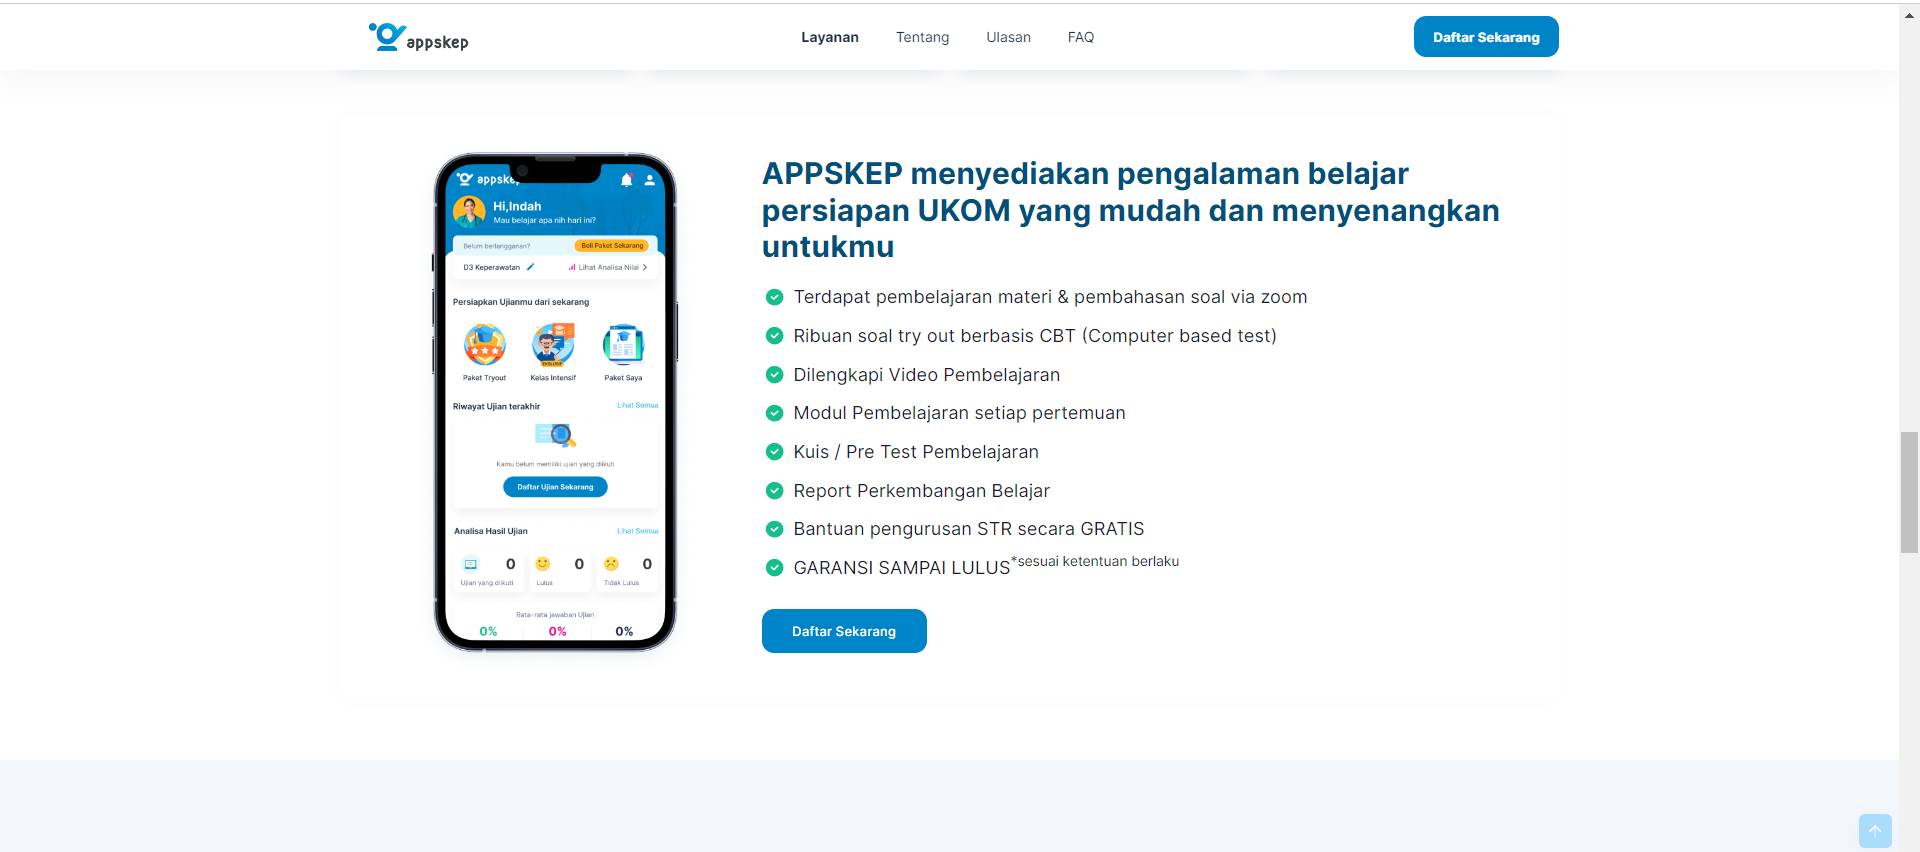 appskep
Layanan
Tentang
Ulasan
FAQ
Daftar Sekarang
appske
Hi,Indah
Mau belajar apa nih hari ini?
Belum berlangganan?
Beli Paket Sekarang
D3 Keperawatan
Lihat Analisa Nilai
Persiapkan Ujianmu dari sekarang
Paket Tryout
EKSLUSIF
Kelas Intensif
Paket Saya
Riwayat Ujian terakhir
Lihat Semua
Kamu belum memiliki ujian yang diikuti
Daftar Ujian Sekarang
Analisa Hasil Ujian
Lihat Semua
0
0
0
Ujian yang diikuti
Lulus
Tidak Lulus
Rata-rata jawaban Ujian
0%
0%
0%
APPSKEP menyediakan pengalaman belajar
persiapan UKOM yang mudah dan menyenangkan
untukmu
Terdapat pembelajaran materi & pembahasan soal via zoom
Ribuan soal try out berbasis CBT (Computer based test)
Dilengkapi Video Pembelajaran
Modul Pembelajaran setiap pertemuan
Kuis / Pre Test Pembelajaran
Report Perkembangan Belajar
Bantuan pengurusan STR secara GRATIS
GARANSI SAMPAI LULUS*sesuai ketentuan berlaku
Daftar Sekarang